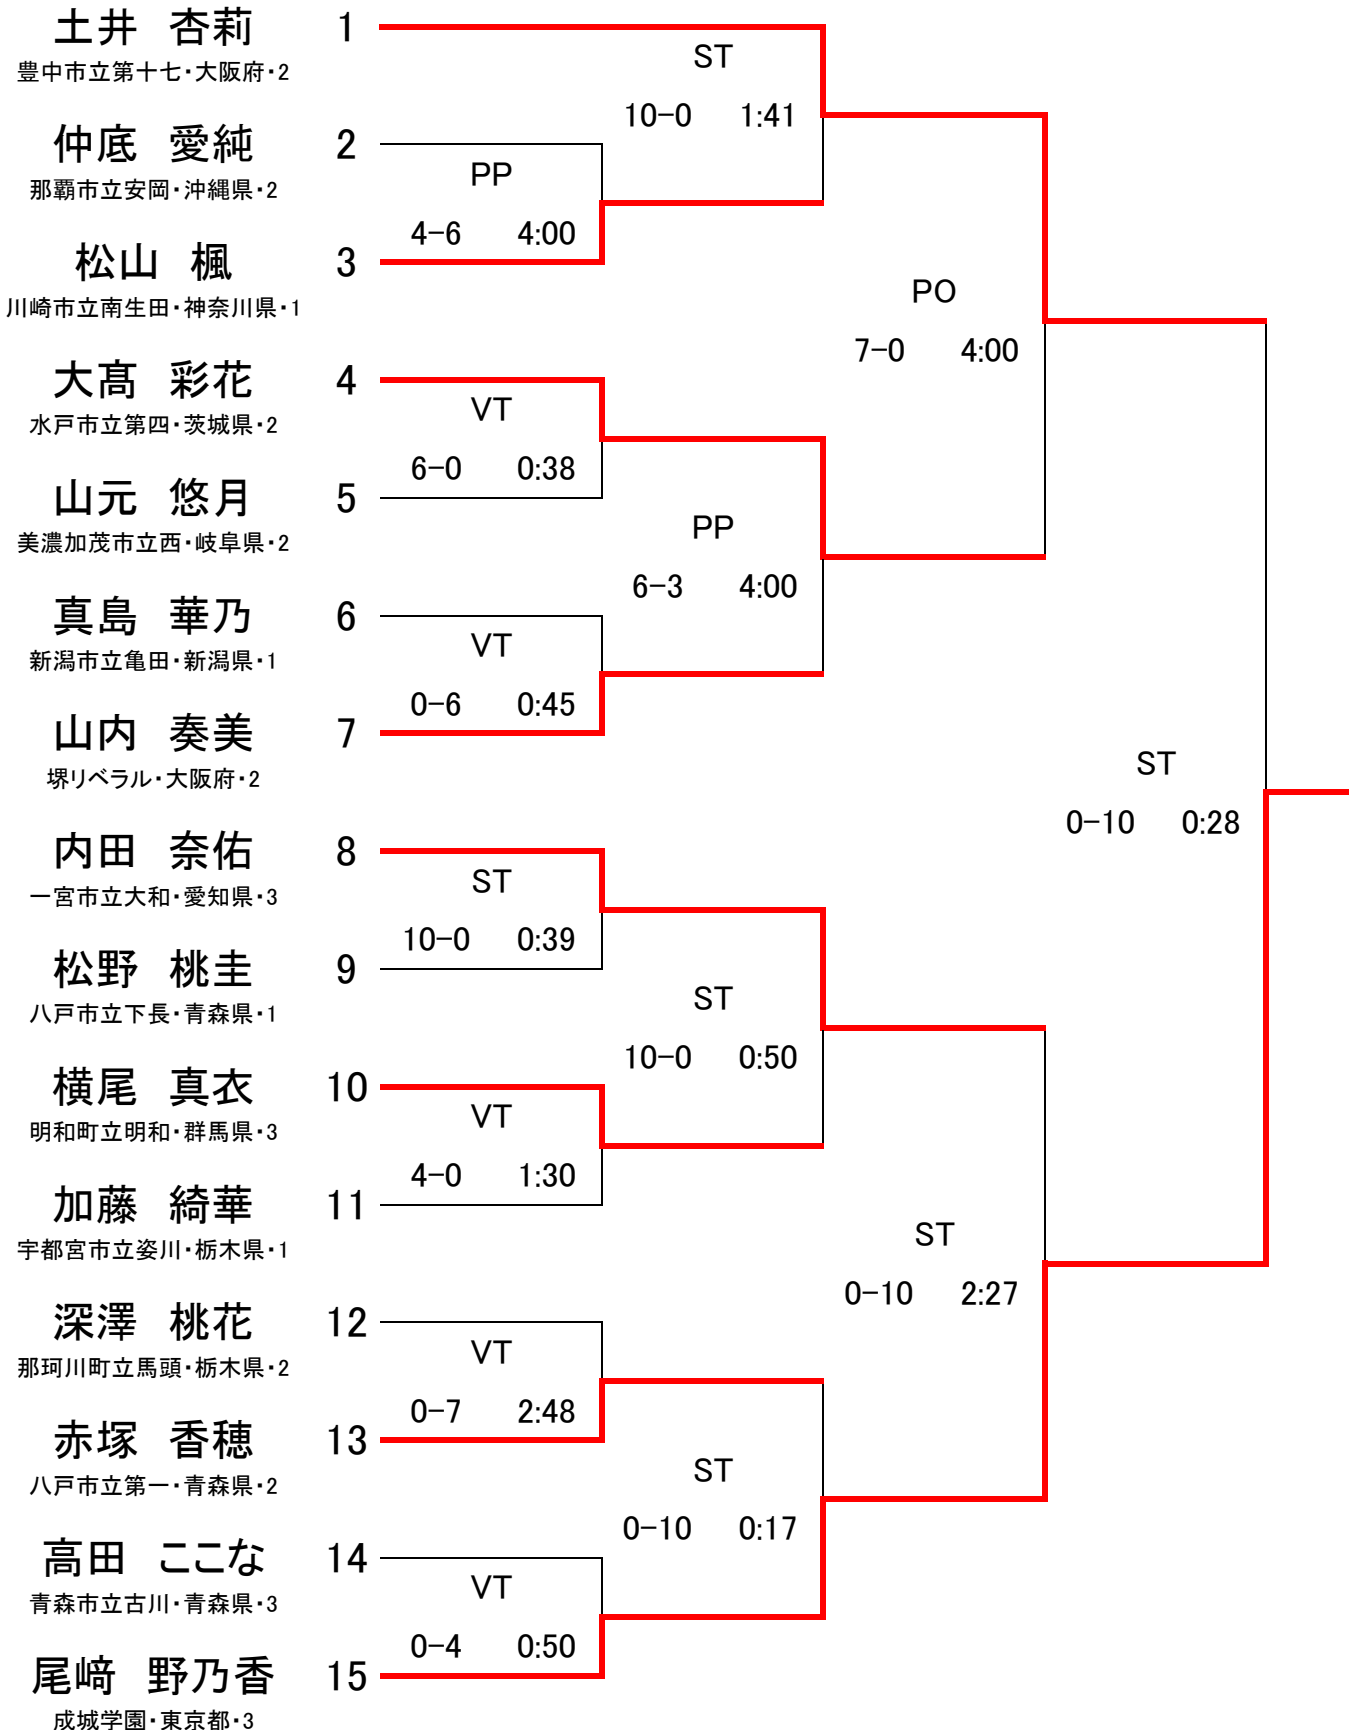 土井 杏莉 1
豊中市立第十七・大阪府・2
ST
10-0 1:41
仲底 愛純 2
那覇市立安岡・沖縄県・2
PP
4-6 4:00
松山 楓 3
川崎市立南生田・神奈川県・1
PO
7-0 4:00
大髙 彩花 4
水戸市立第四・茨城県・2
VT
6-0 0:38
山元 悠月 5
美濃加茂市立西・岐阜県・2
PP
6-3 4:00
真島 華乃 6
新潟市立亀田・新潟県・1
VT
0-6 0:45
山内 奏美 7
堺リベラル・大阪府・2
ST
0-10 0:28
内田 奈佑 8
一宮市立大和・愛知県・3
ST
10-0 0:39
松野 桃圭 9
八戸市立下長・青森県・1
ST
10-0 0:50
横尾 真衣 10
明和町立明和・群馬県・3
VT
4-0 1:30
加藤 綺華 11
宇都宮市立姿川・栃木県・1
ST
0-10 2:27
深澤 桃花 12
那珂川町立馬頭・栃木県・2
VT
0-7 2:48
赤塚 香穂 13
八戸市立第一・青森県・2
ST
0-10 0:17
高田 ここな 14
青森市立古川・青森県・3
VT
0-4 0:50
尾﨑 野乃香 15
成城学園・東京都・3